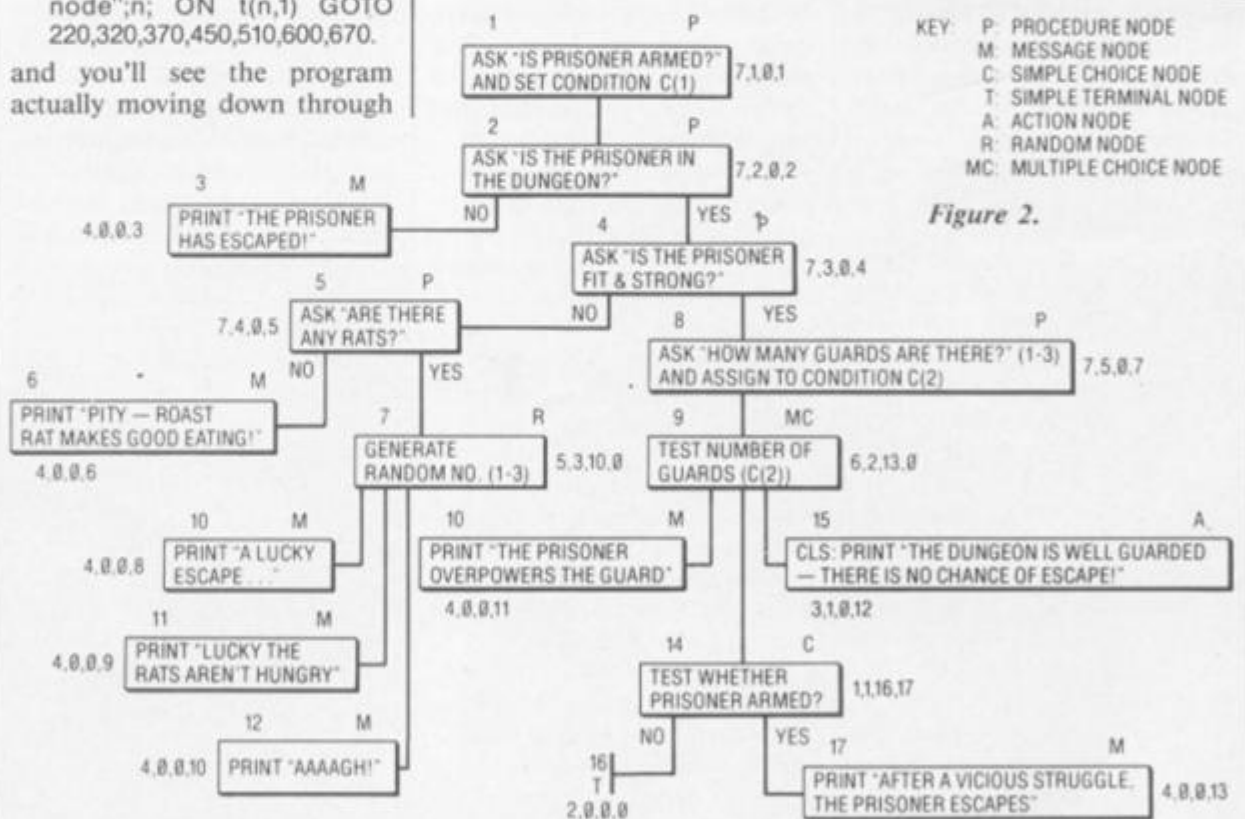 node";n; ON t(n,1) GOTO
220,320,370,450,510,600,670.
and you'll see the program
actually moving down through
KEY: P: PROCEDURE NODE
M: MESSAGE NODE
C: SIMPLE CHOICE NODE
T: SIMPLE TERMINAL NODE
A: ACTION NODE
R: RANDOM NODE
MC: MULTIPLE CHOICE NODE
Figure 2.
1 P
ASK "IS PRISONER ARMED?"
AND SET CONDITION C(1)
7,1,0,1
2 P
ASK "IS THE PRISONER IN
THE DUNGEON?"
7,2,0,2
NO YES
3 M
PRINT "THE PRISONER
HAS ESCAPED!"
4,0,0,3
4 P
ASK "IS THE PRISONER
FIT & STRONG?"
7,3,0,4
NO YES
5 P
ASK "ARE THERE
ANY RATS?"
7,4,0,5
NO YES
8 P
ASK "HOW MANY GUARDS ARE THERE?" (1-3)
AND ASSIGN TO CONDITION C(2)
7,5,0,7
6 M
PRINT "PITY — ROAST
RAT MAKES GOOD EATING!"
4,0,0,6
7 R
GENERATE
RANDOM NO. (1-3)
5,3,10,0
9 MC
TEST NUMBER OF
GUARDS (C(2))
6,2,13,0
10 M
PRINT "A LUCKY
ESCAPE . . ."
4,0,0,8
10 M
PRINT "THE PRISONER
OVERPOWERS THE GUARD"
4,0,0,11
15 A
CLS: PRINT "THE DUNGEON IS WELL GUARDED
— THERE IS NO CHANCE OF ESCAPE!"
3,1,0,12
11 M
PRINT "LUCKY THE
RATS AREN'T HUNGRY"
4,0,0,9
14 C
TEST WHETHER
PRISONER ARMED?
1,1,16,17
NO YES
12 M
PRINT "AAAAGH!"
4,0,0,10
16
T
2,0,0,0
17 M
PRINT "AFTER A VICIOUS STRUGGLE,
THE PRISONER ESCAPES"
4,0,0,13